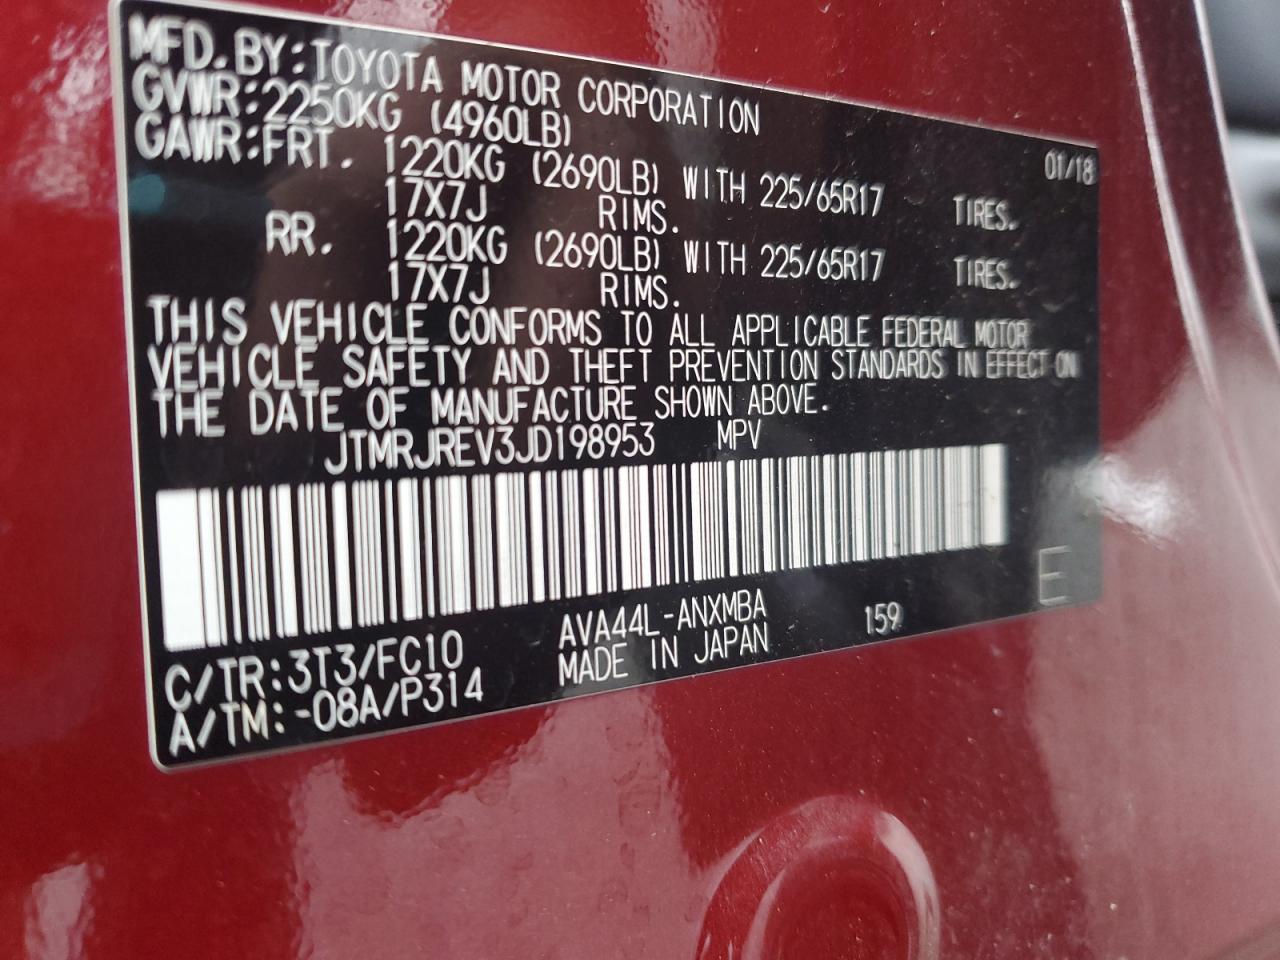 MFD.BY:TOYOTA MOTOR CORPORATION 01/18
GVWR:2250KG (4960LB)
GAWR:FRT. 1220KG (2690LB) WITH 225/65R17 TIRES.
17X7J RIMS.
RR. 1220KG (2690LB) WITH 225/65R17 TIRES.
17X7J RIMS.
THIS VEHICLE CONFORMS TO ALL APPLICABLE FEDERAL MOTOR
VEHICLE SAFETY AND THEFT PREVENTION STANDARDS IN EFFECT ON
THE DATE OF MANUFACTURE SHOWN ABOVE.
JTMRJREV3JD198953 MPV
E
C/TR:3T3/FC10 AVA44L-ANXMBA 159
A/TM:-08A/P314 MADE IN JAPAN